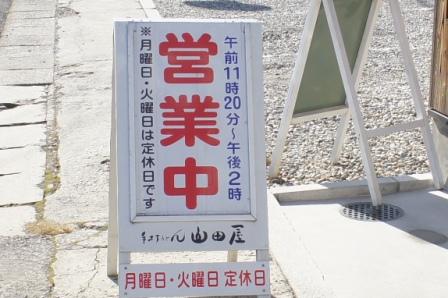 午前11時20分～午後2時
営業中
※月曜日・火曜日は定休日です
山田屋
月曜日・火曜日 定休日